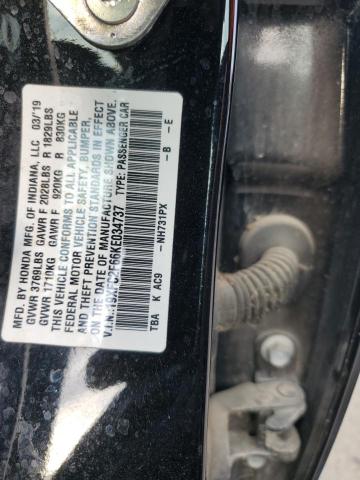 MFD. BY HONDA MFG. OF INDIANA, LLC 03/19
GVWR 3769LBS GAWR F 2028LBS R 1829LBS
GVWR 1710KG GAWR F 920KG R 830KG
THIS VEHICLE CONFORMS TO ALL APPLICABLE
FEDERAL MOTOR VEHICLE SAFETY, BUMPER,
AND THEFT PREVENTION STANDARDS IN EFFECT
ON THE DATE OF MANUFACTURE SHOWN ABOVE.
TYPE: PASSENGER CAR
TBA K AC9 - NH731PX - B - E